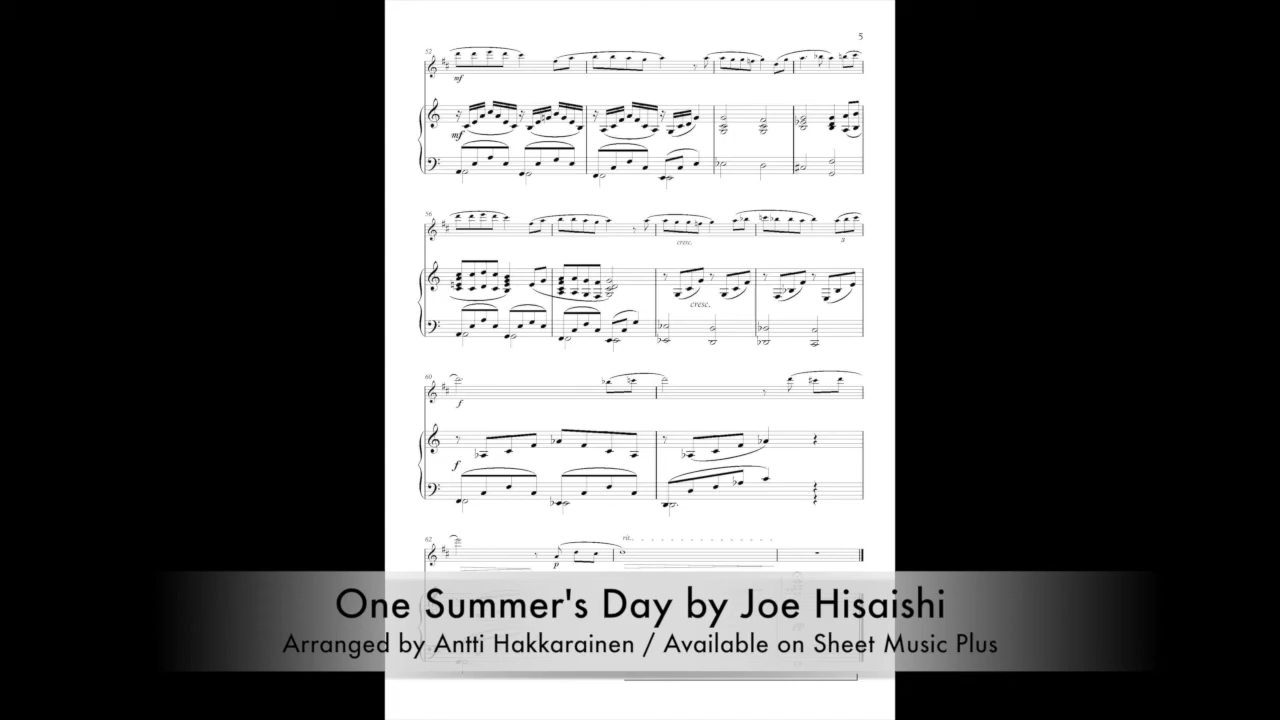 5
52
mf
mf
56
cresc.
cresc.
60
f
f
62
rit.
p
One Summer's Day by Joe Hisaishi
Arranged by Antti Hakkarainen / Available on Sheet Music Plus